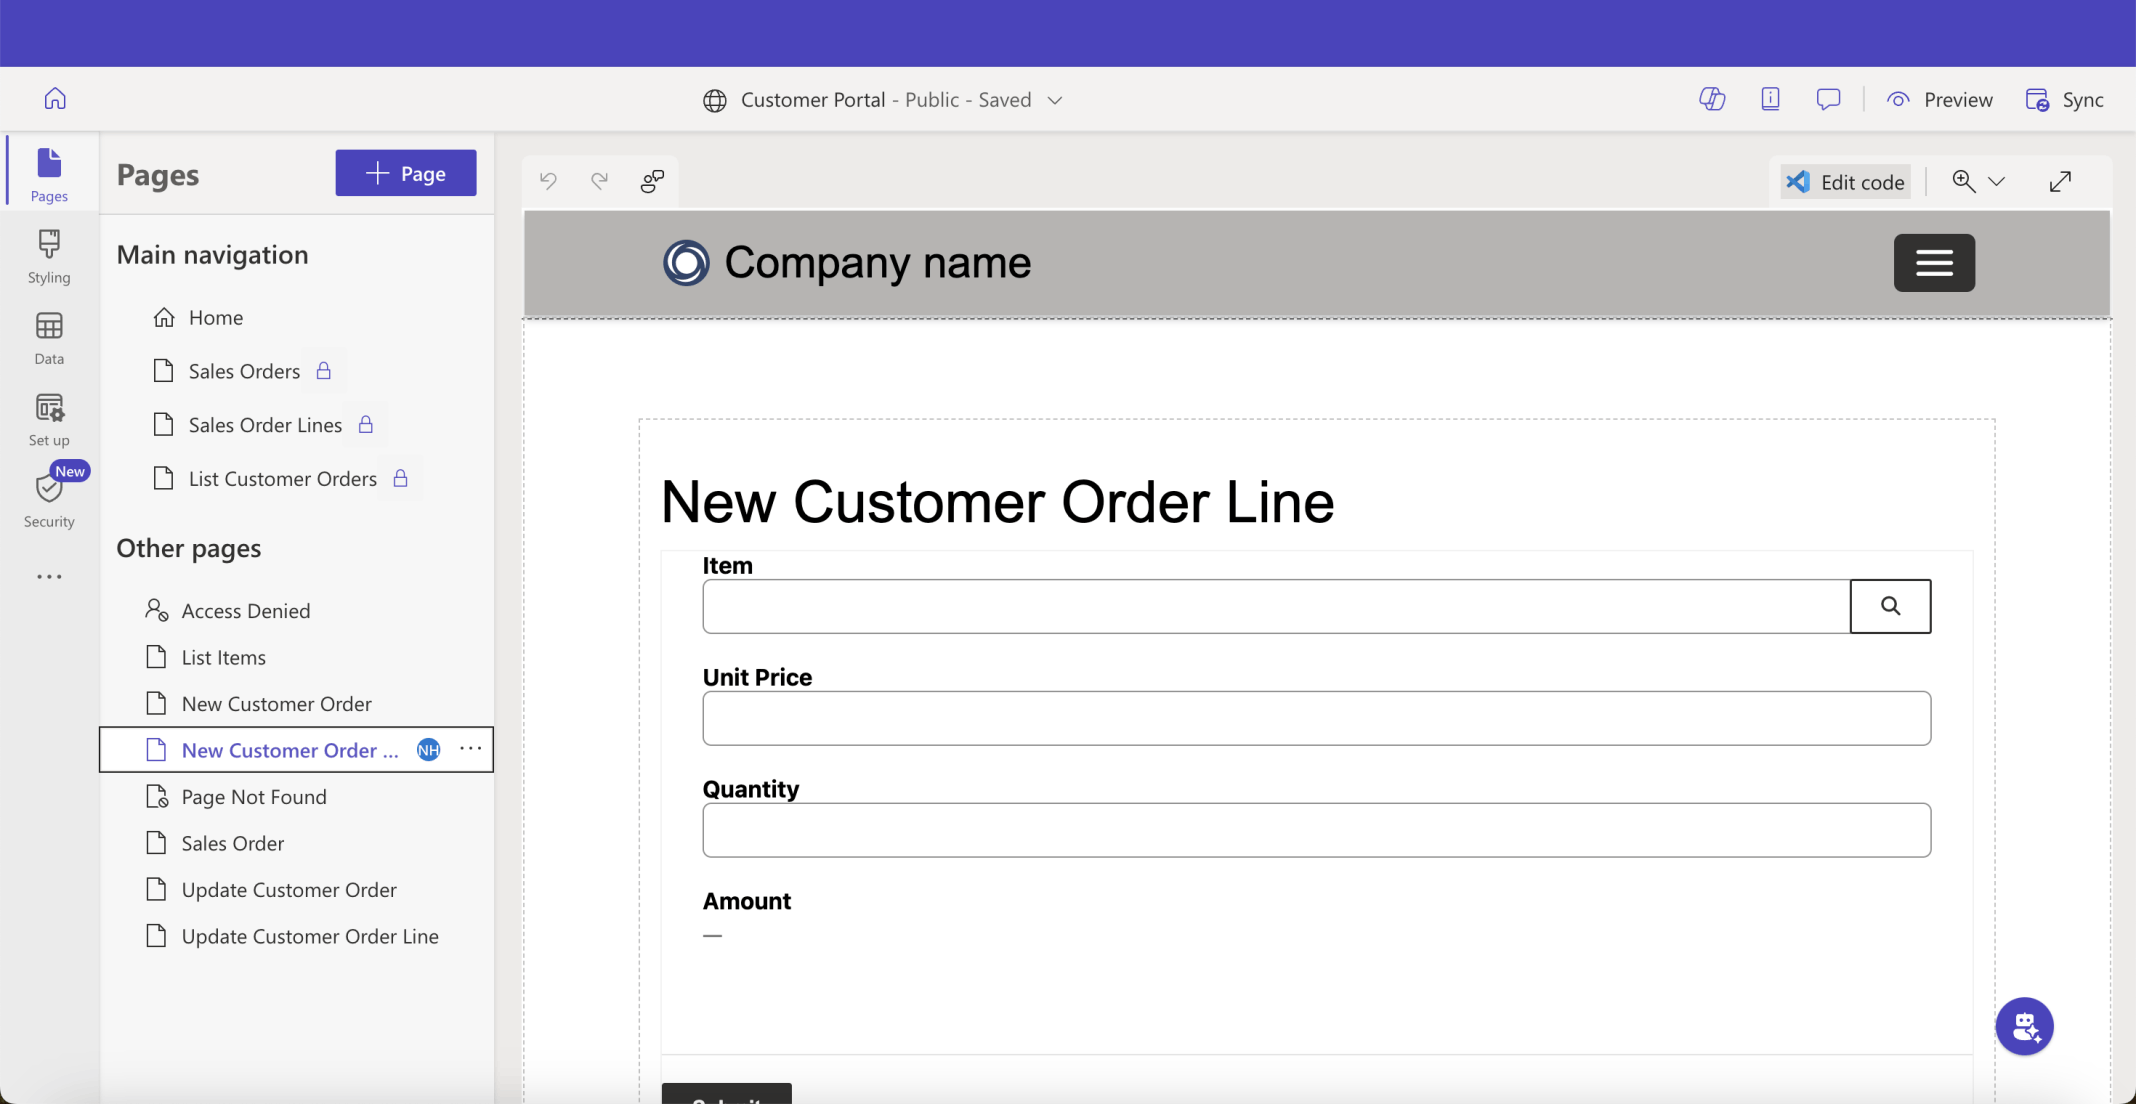 Customer Portal - Public - Saved
Preview
Sync
Pages
Styling
Data
Set up
New
Security
Pages
Page
Main navigation
Home
Sales Orders
Sales Order Lines
List Customer Orders
Other pages
Access Denied
List Items
New Customer Order
New Customer Order ... NH
Page Not Found
Sales Order
Update Customer Order
Update Customer Order Line
Edit code
Company name
New Customer Order Line
Item
Unit Price
Quantity
Amount
—